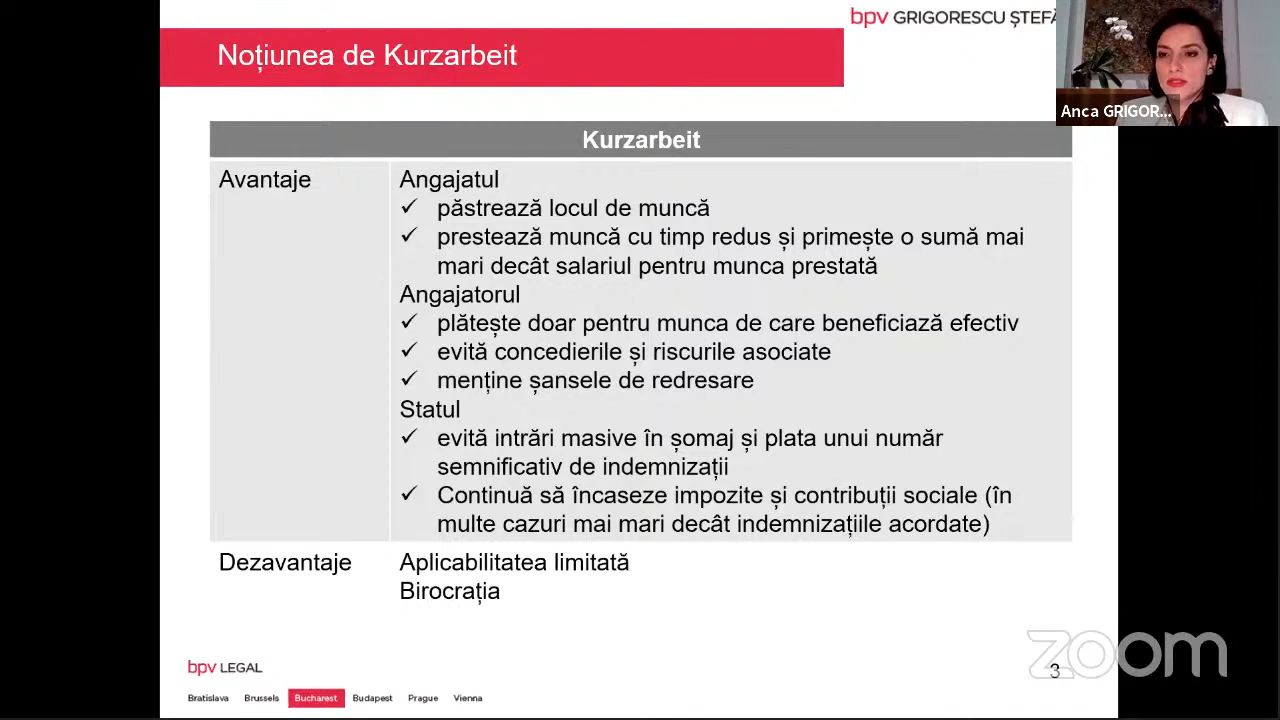 bpv GRIGORESCU ȘTEFĂ
Noțiunea de Kurzarbeit
Anca GRIGOR...
Kurzarbeit
Avantaje
Angajatul
✓ păstrează locul de muncă
✓ prestează muncă cu timp redus și primește o sumă mai
mari decât salariul pentru munca prestată
Angajatorul
✓ plătește doar pentru munca de care beneficiază efectiv
✓ evită concedierile și riscurile asociate
✓ menține șansele de redresare
Statul
✓ evită intrări masive în șomaj și plata unui număr
semnificativ de indemnizații
✓ Continuă să încaseze impozite și contribuții sociale (în
multe cazuri mai mari decât indemnizațiile acordate)
Dezavantaje
Aplicabilitatea limitată
Birocrația
bpv LEGAL
3
zoom
Bratislava Brussels Bucharest Budapest Prague Vienna